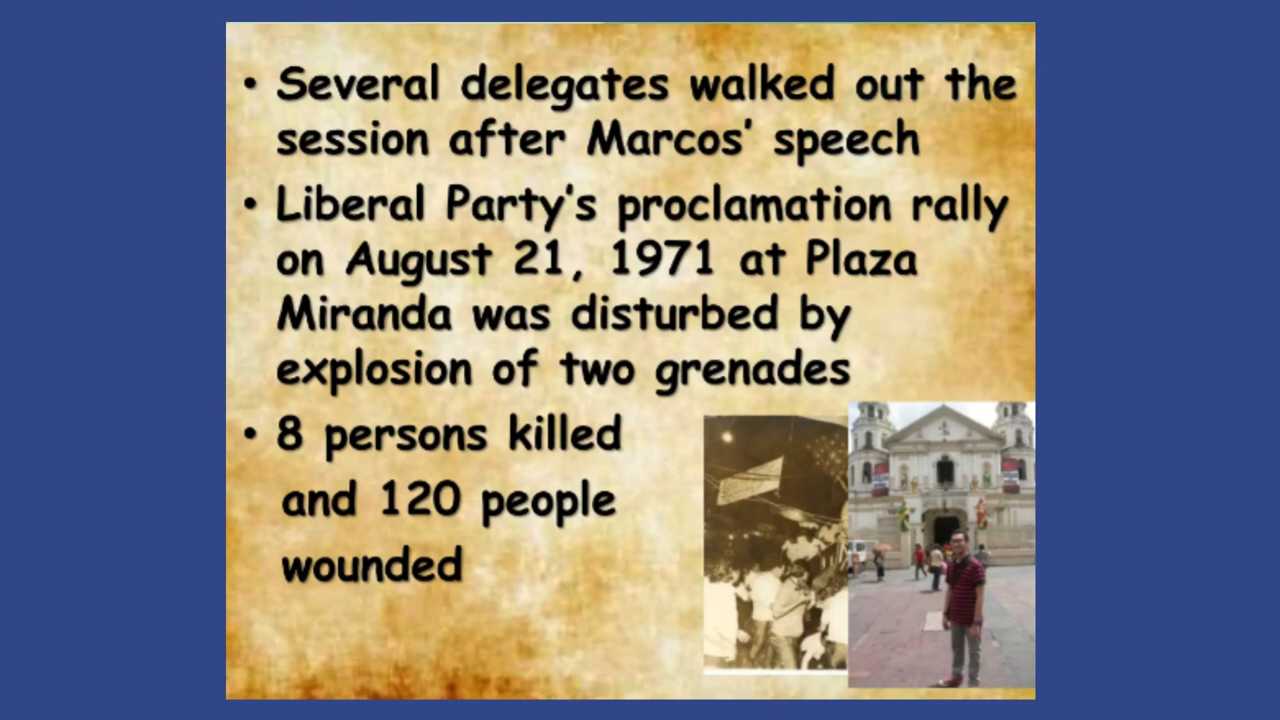 • Several delegates walked out the
session after Marcos’ speech
• Liberal Party’s proclamation rally
on August 21, 1971 at Plaza
Miranda was disturbed by
explosion of two grenades
• 8 persons killed
and 120 people
wounded